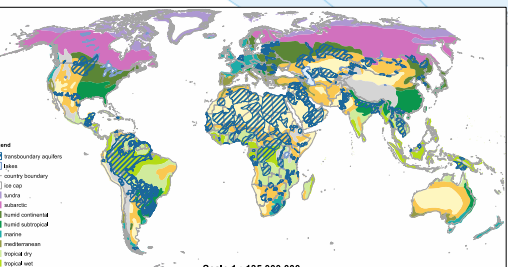 end
transboundary aquifers
lakes
country boundary
ice cap
tundra
subarctic
humid continental
humid subtropical
marine
mediterranean
tropical dry
tropical wet